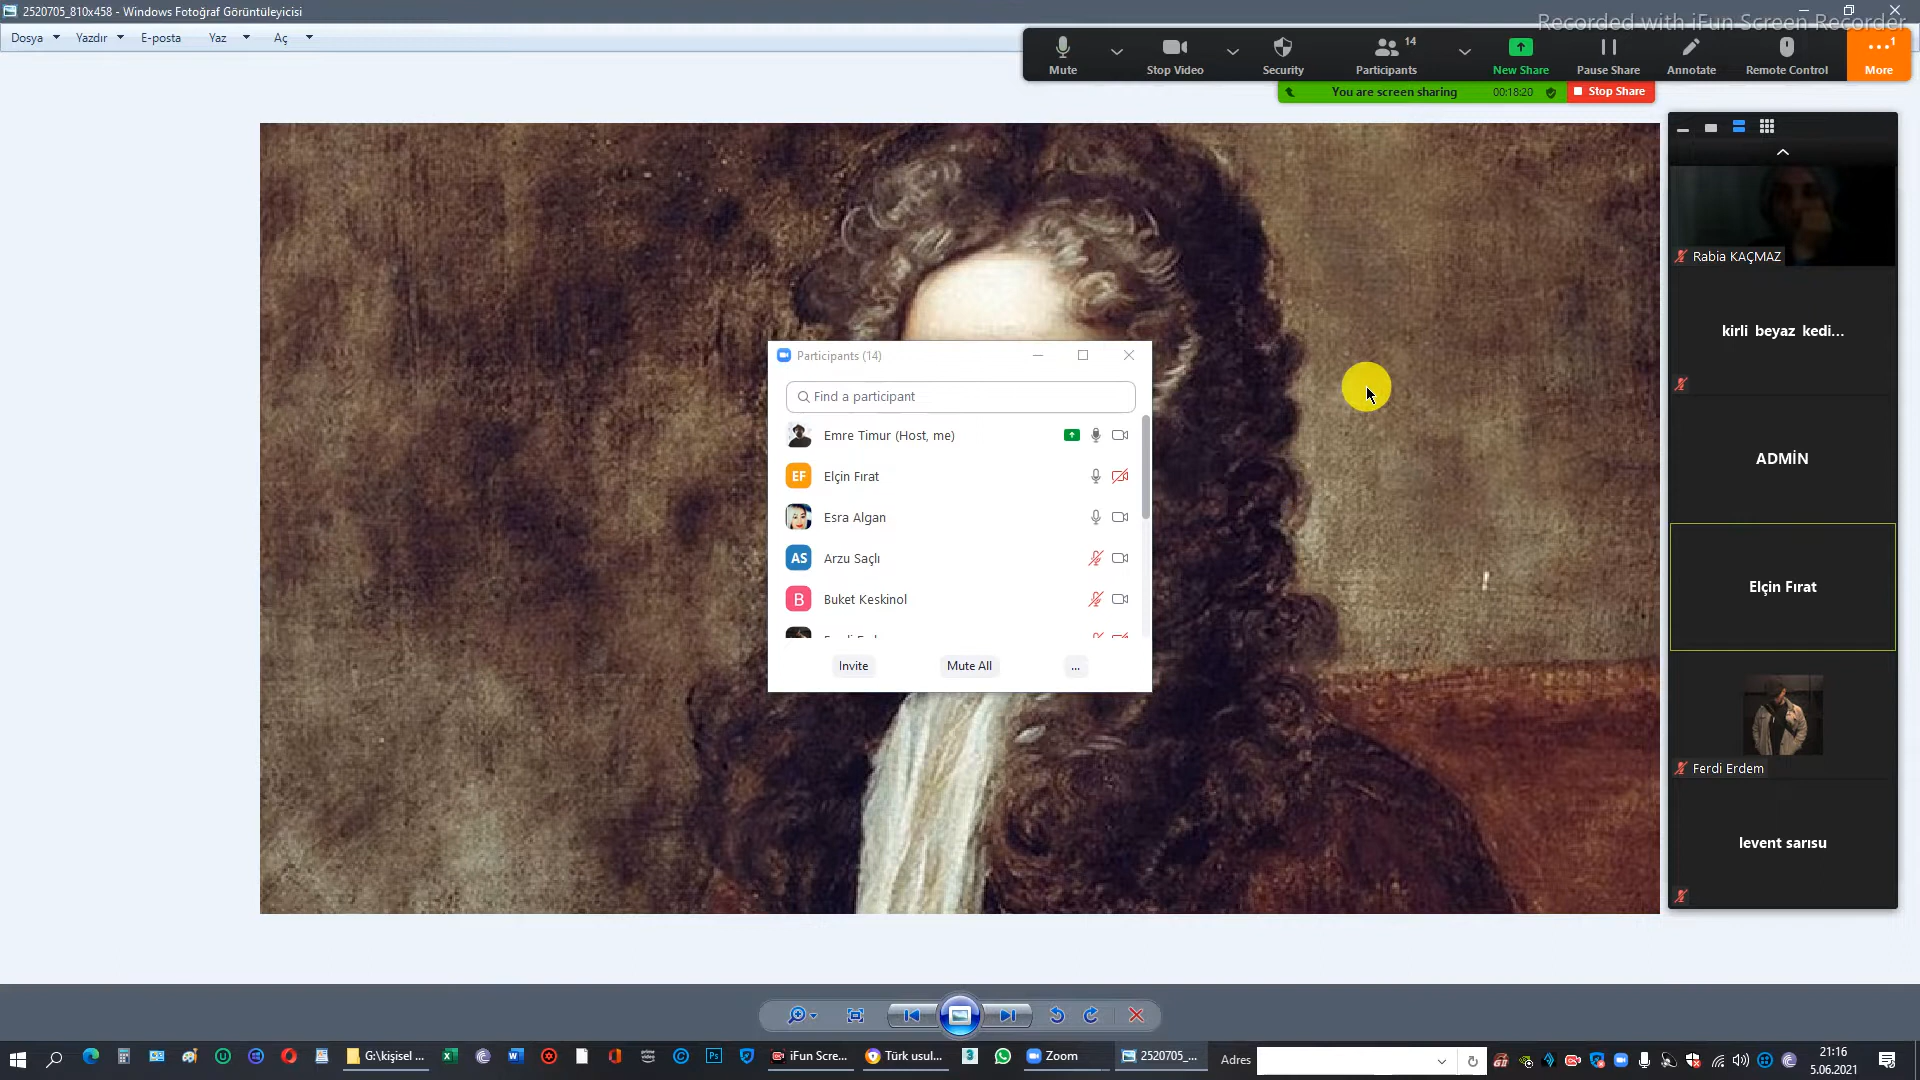 2520705_810x458 - Windows Fotoğraf Görüntüleyicisi
Recorded with iFun Screen Recorder
Dosya Yazdır E-posta Yaz Aç
14
1
Mute Stop Video Security Participants New Share Pause Share Annotate Remote Control More
You are screen sharing 00:18:20 Stop Share
Rabia KAÇMAZ
kirli beyaz kedi...
ADMİN
Elçin Fırat
Ferdi Erdem
levent sarısu
Participants (14)
Find a participant
Emre Timur (Host, me)
EF Elçin Fırat
Esra Algan
AS Arzu Saçlı
B Buket Keskinol
Invite Mute All ...
G:\kişisel ... iFun Scre... Türk usul... Zoom 2520705_... Adres
21:16
5.06.2021